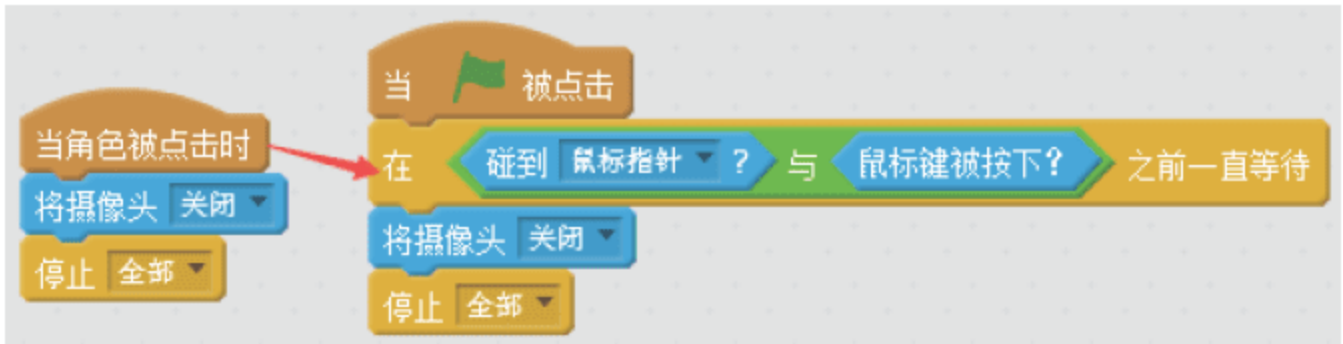 当角色被点击时
将摄像头 关闭
停止 全部
当 被点击
在 碰到 鼠标指针 ? 与 鼠标键被按下? 之前一直等待
将摄像头 关闭
停止 全部